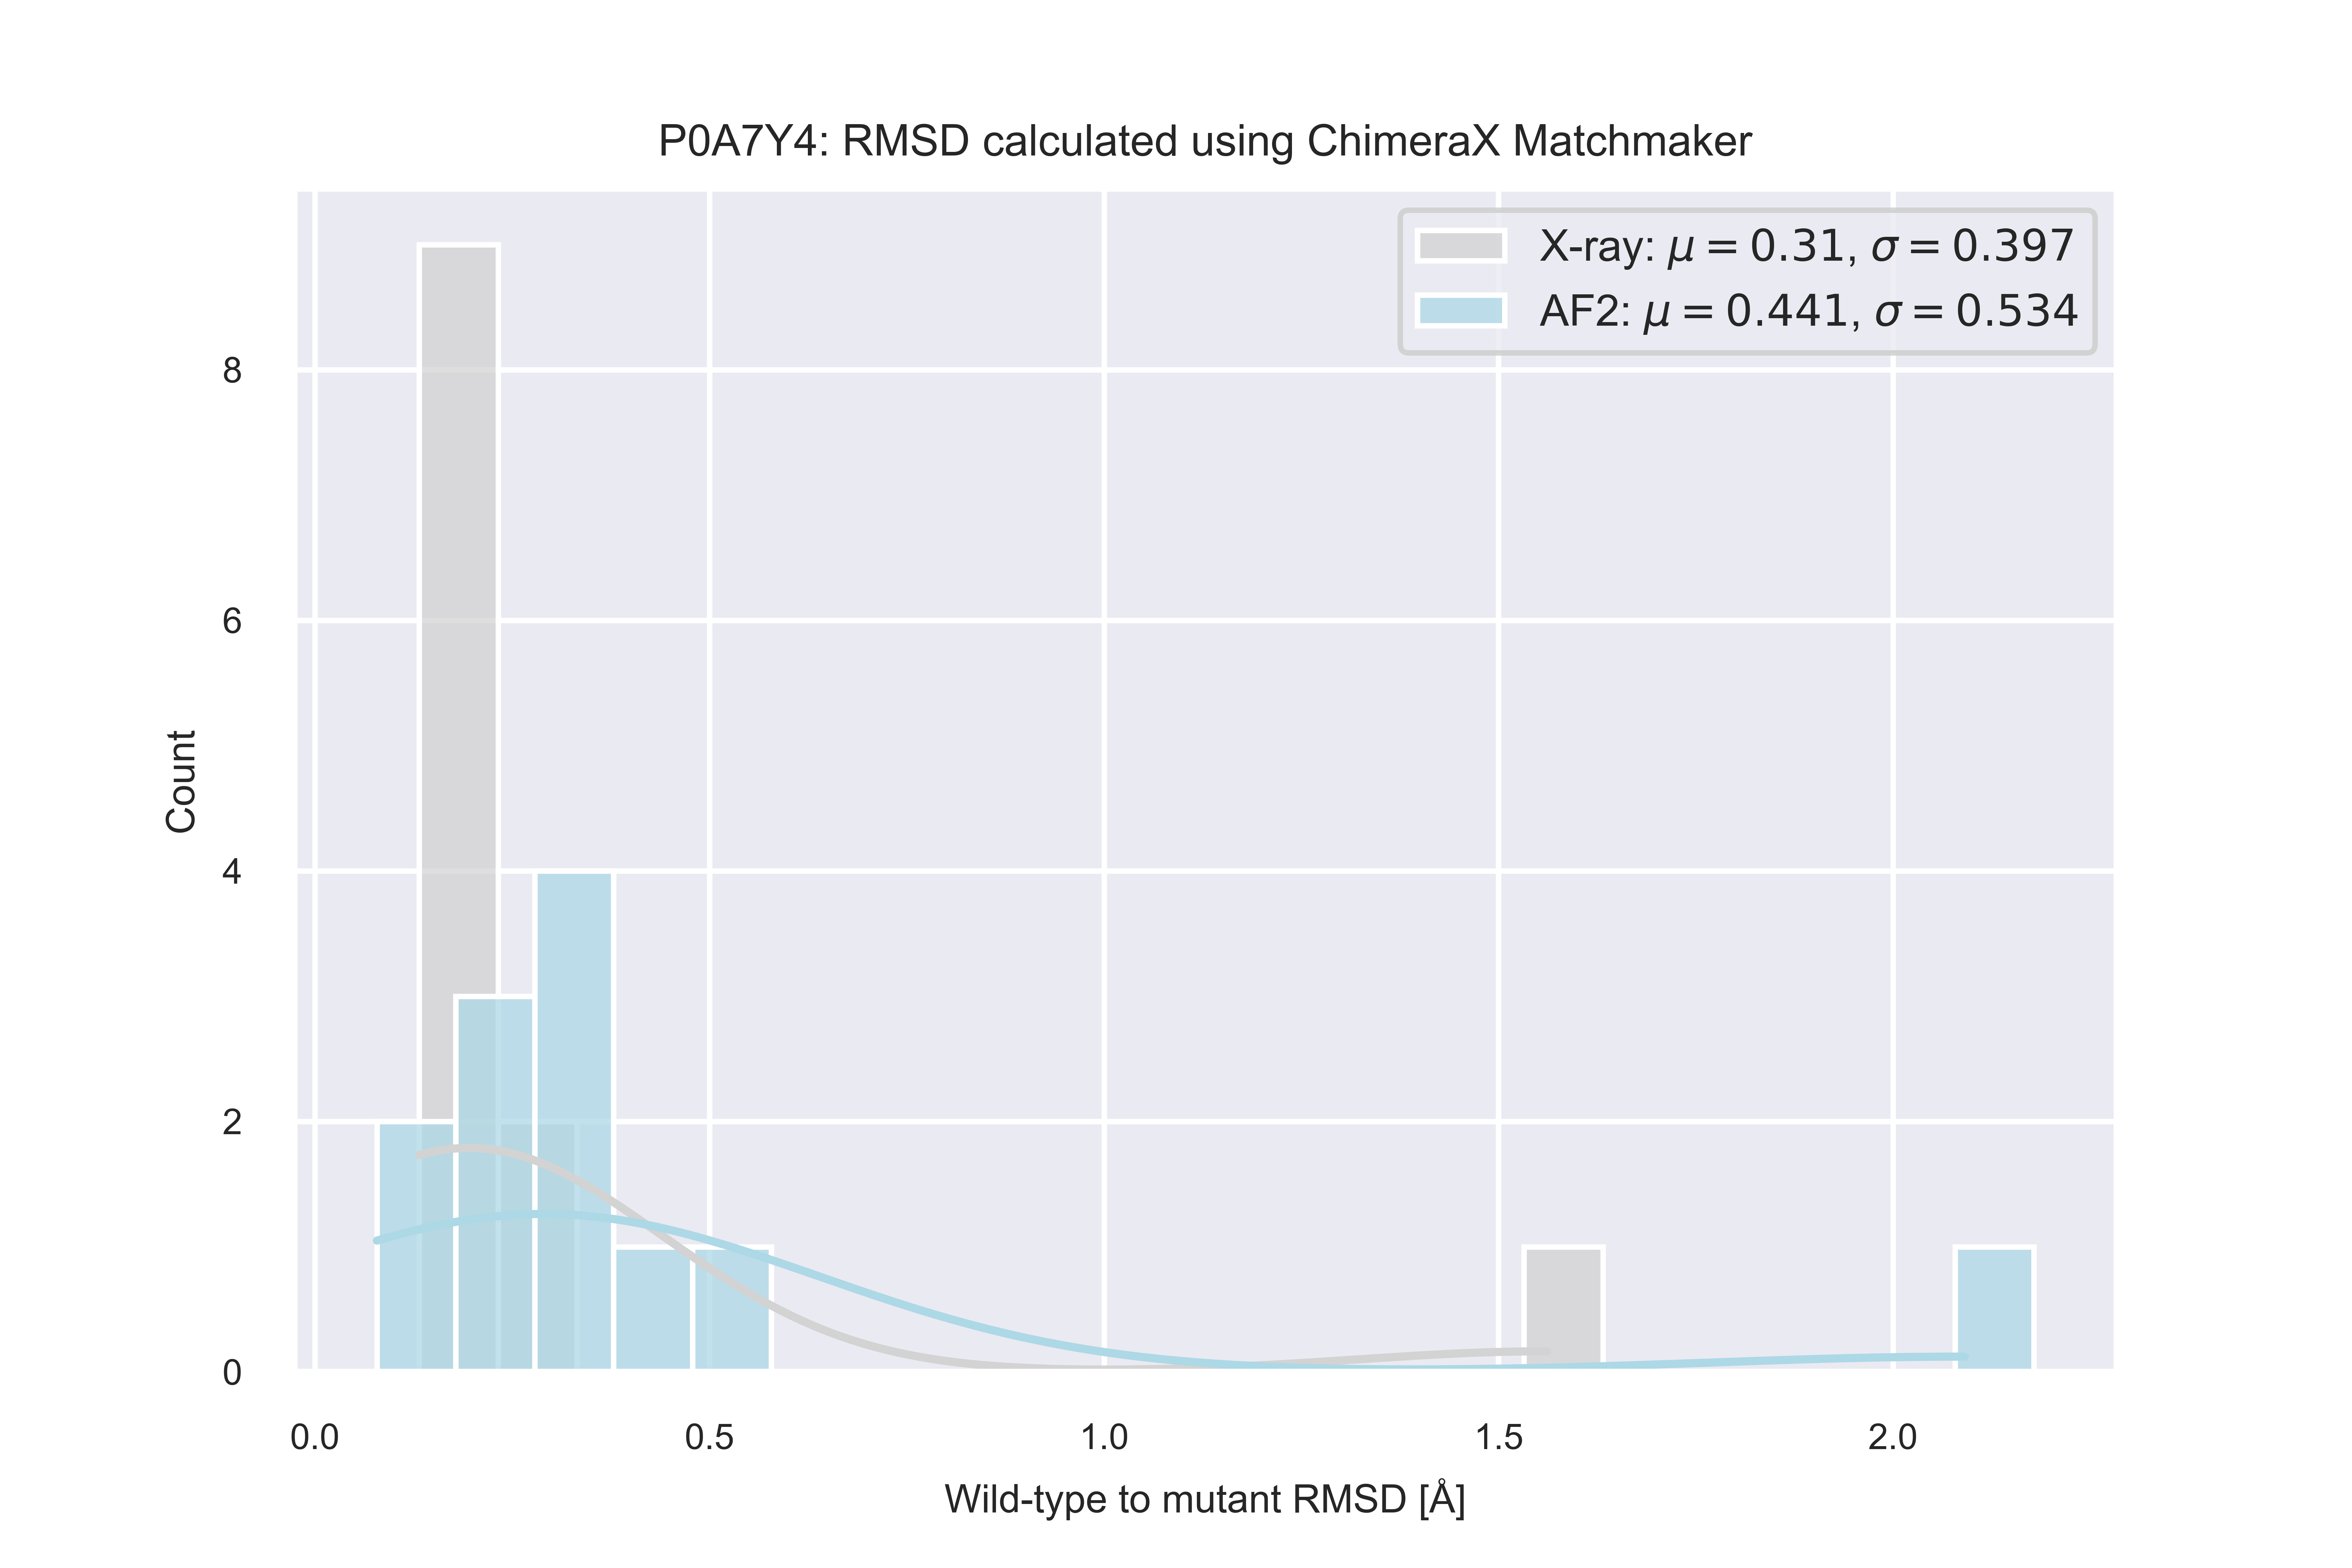 P0A7Y4: RMSD calculated using ChimeraX Matchmaker
X-ray: μ = 0.31, σ = 0.397
AF2: μ = 0.441, σ = 0.534
8
6
4
2
0
Count
0.0 0.5 1.0 1.5 2.0
Wild-type to mutant RMSD [Å]